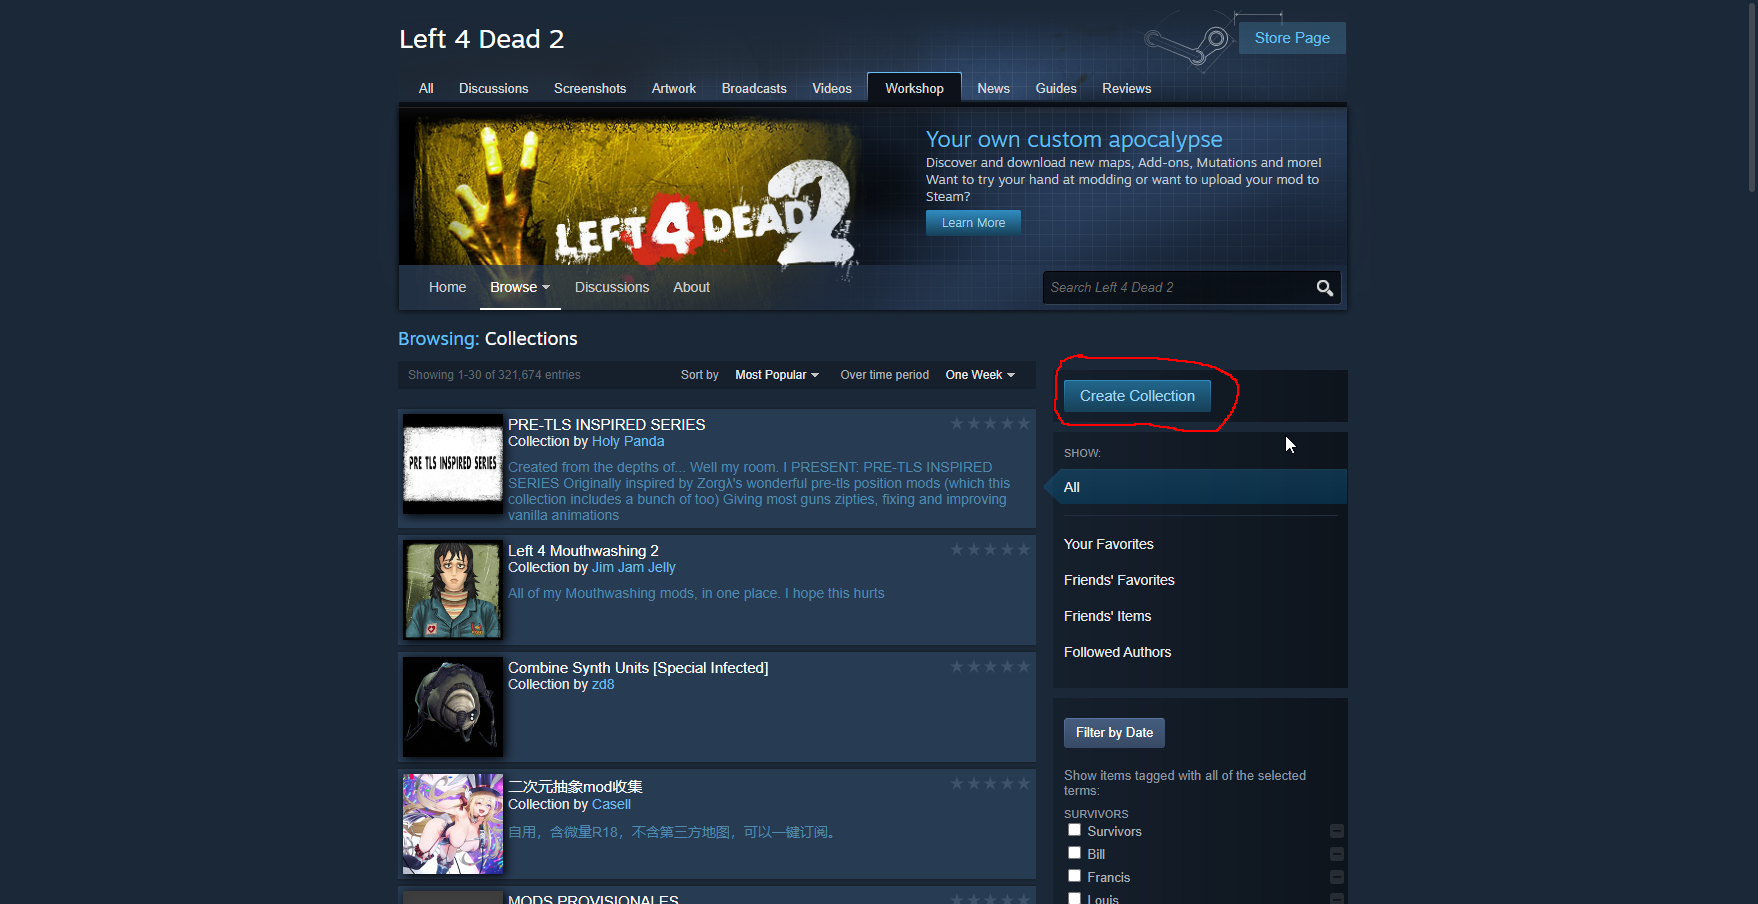 Left 4 Dead 2
Store Page
All
Discussions
Screenshots
Artwork
Broadcasts
Videos
Workshop
News
Guides
Reviews
LEFT 4 DEAD 2
Your own custom apocalypse
Discover and download new maps, Add-ons, Mutations and more!
Want to try your hand at modding or want to upload your mod to
Steam?
Learn More
Home
Browse
Discussions
About
Search Left 4 Dead 2
Browsing: Collections
Showing 1-30 of 321,674 entries
Sort by
Most Popular
Over time period
One Week
PRE TLS INSPIRED SERIES
PRE-TLS INSPIRED SERIES
Collection by Holy Panda
Created from the depths of... Well my room. I PRESENT: PRE-TLS INSPIRED
SERIES Originally inspired by Zorgλ's wonderful pre-tls position mods (which this
collection includes a bunch of too) Giving most guns zipties, fixing and improving
vanilla animations
Left 4 Mouthwashing 2
Collection by Jim Jam Jelly
All of my Mouthwashing mods, in one place. I hope this hurts
Combine Synth Units [Special Infected]
Collection by zd8
二次元抽象mod收集
Collection by Casell
自用，含微量R18，不含第三方地图，可以一键订阅。
MODS PROVISIONALES
Create Collection
SHOW:
All
Your Favorites
Friends' Favorites
Friends' Items
Followed Authors
Filter by Date
Show items tagged with all of the selected
terms:
SURVIVORS
Survivors
Bill
Francis
Louis